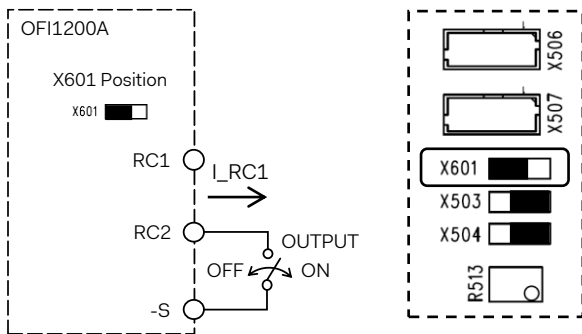 OFI1200A
X601 Position
X601
RC1
I_RC1
RC2
OUTPUT
OFF
ON
-S
X506
X507
X601
X503
X504
R513